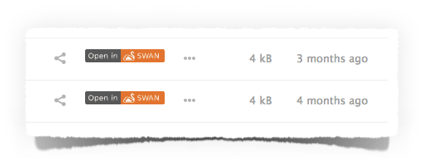 Open in SWAN ••• 4 kB 3 months ago
Open in SWAN ••• 4 kB 4 months ago